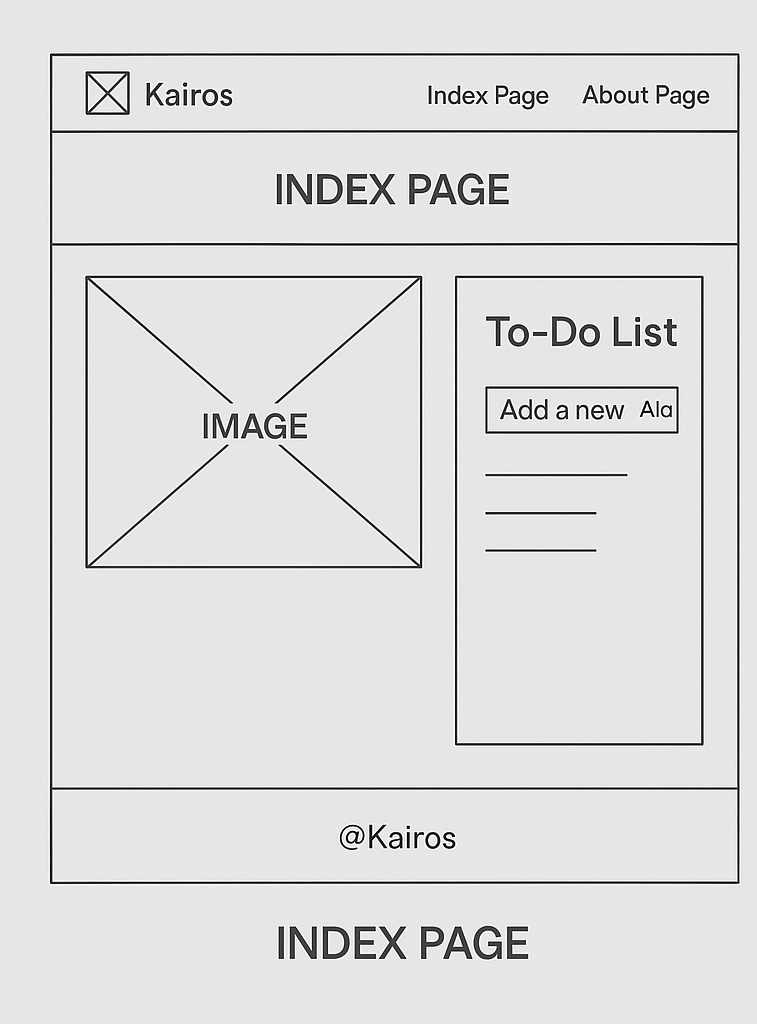 Kairos Index Page About Page
INDEX PAGE
IMAGE
To-Do List
Add a new Ala
@Kairos
INDEX PAGE